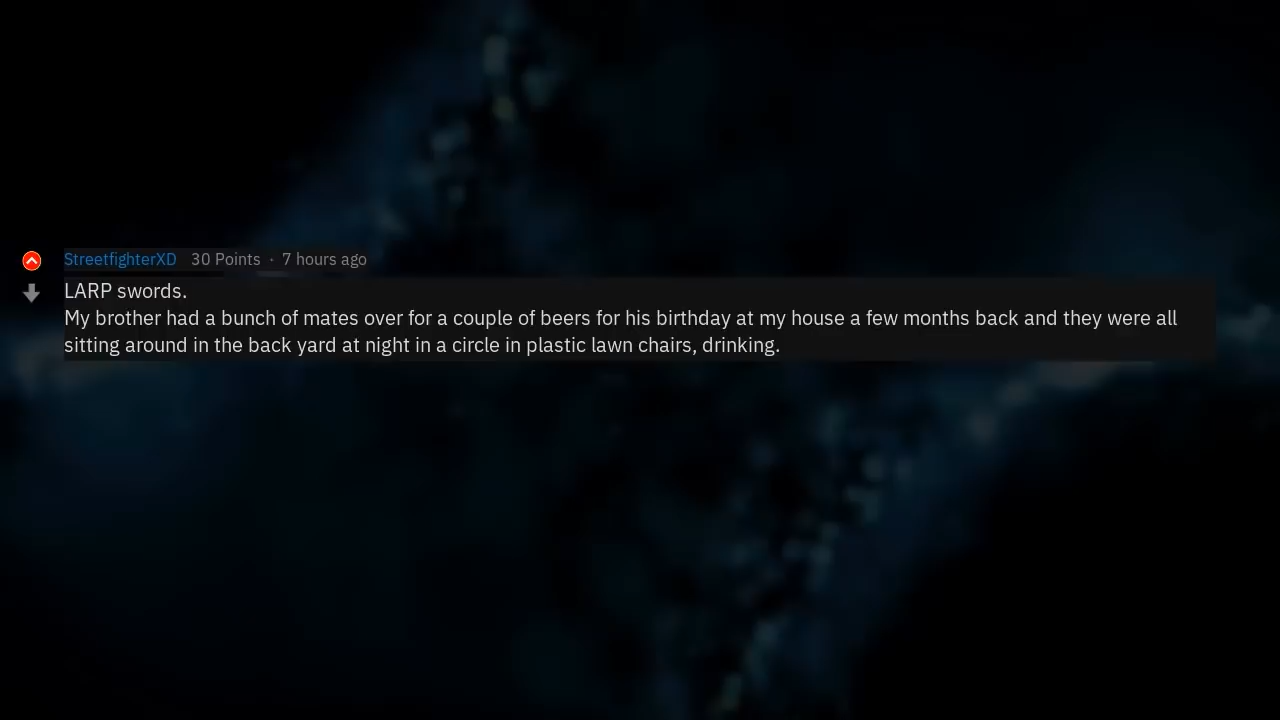 StreetfighterXD 30 Points · 7 hours ago
LARP swords.
My brother had a bunch of mates over for a couple of beers for his birthday at my house a few months back and they were all
sitting around in the back yard at night in a circle in plastic lawn chairs, drinking.